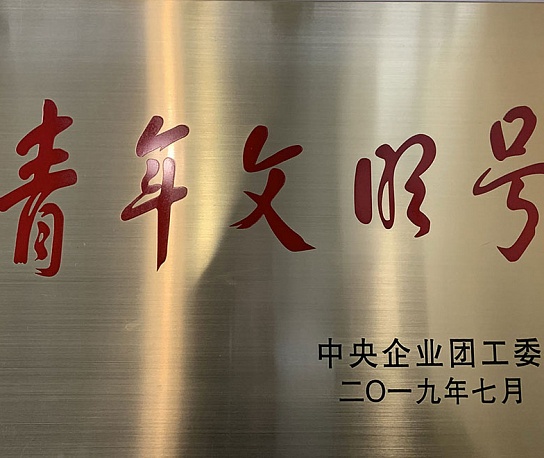 青年文明号
中央企业团工委
二〇一九年七月